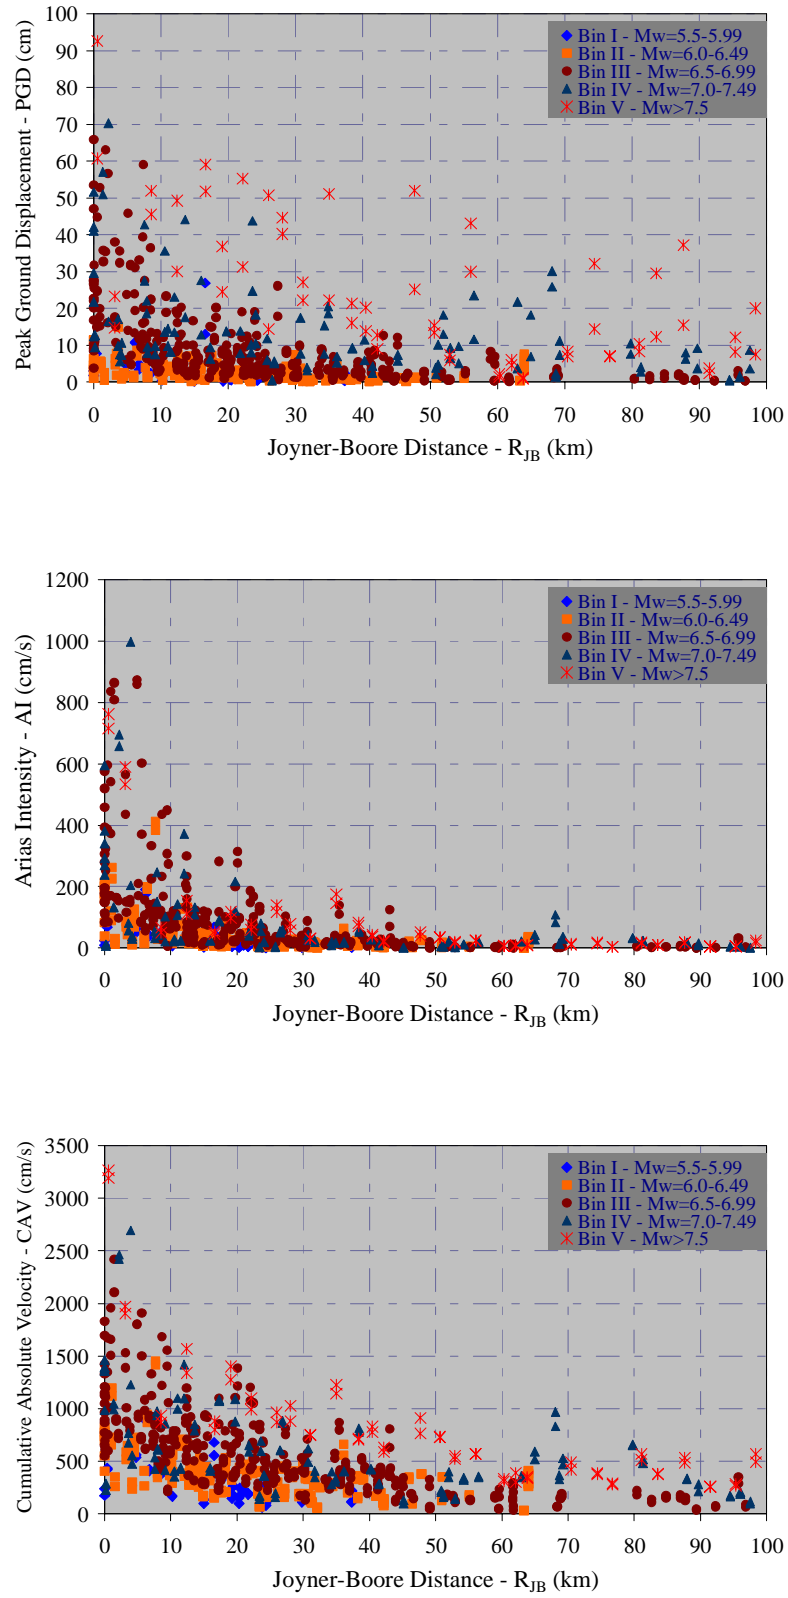 Peak Ground Displacement - PGD (cm)
100
90
80
70
60
50
40
30
20
10
0
Bin I - Mw=5.5-5.99
Bin II - Mw=6.0-6.49
Bin III - Mw=6.5-6.99
Bin IV - Mw=7.0-7.49
Bin V - Mw>7.5
0 10 20 30 40 50 60 70 80 90 100
Joyner-Boore Distance - RJB (km)
Arias Intensity - AI (cm/s)
1200
1000
800
600
400
200
0
Bin I - Mw=5.5-5.99
Bin II - Mw=6.0-6.49
Bin III - Mw=6.5-6.99
Bin IV - Mw=7.0-7.49
Bin V - Mw>7.5
0 10 20 30 40 50 60 70 80 90 100
Joyner-Boore Distance - RJB (km)
Cumulative Absolute Velocity - CAV (cm/s)
3500
3000
2500
2000
1500
1000
500
0
Bin I - Mw=5.5-5.99
Bin II - Mw=6.0-6.49
Bin III - Mw=6.5-6.99
Bin IV - Mw=7.0-7.49
Bin V - Mw>7.5
0 10 20 30 40 50 60 70 80 90 100
Joyner-Boore Distance - RJB (km)